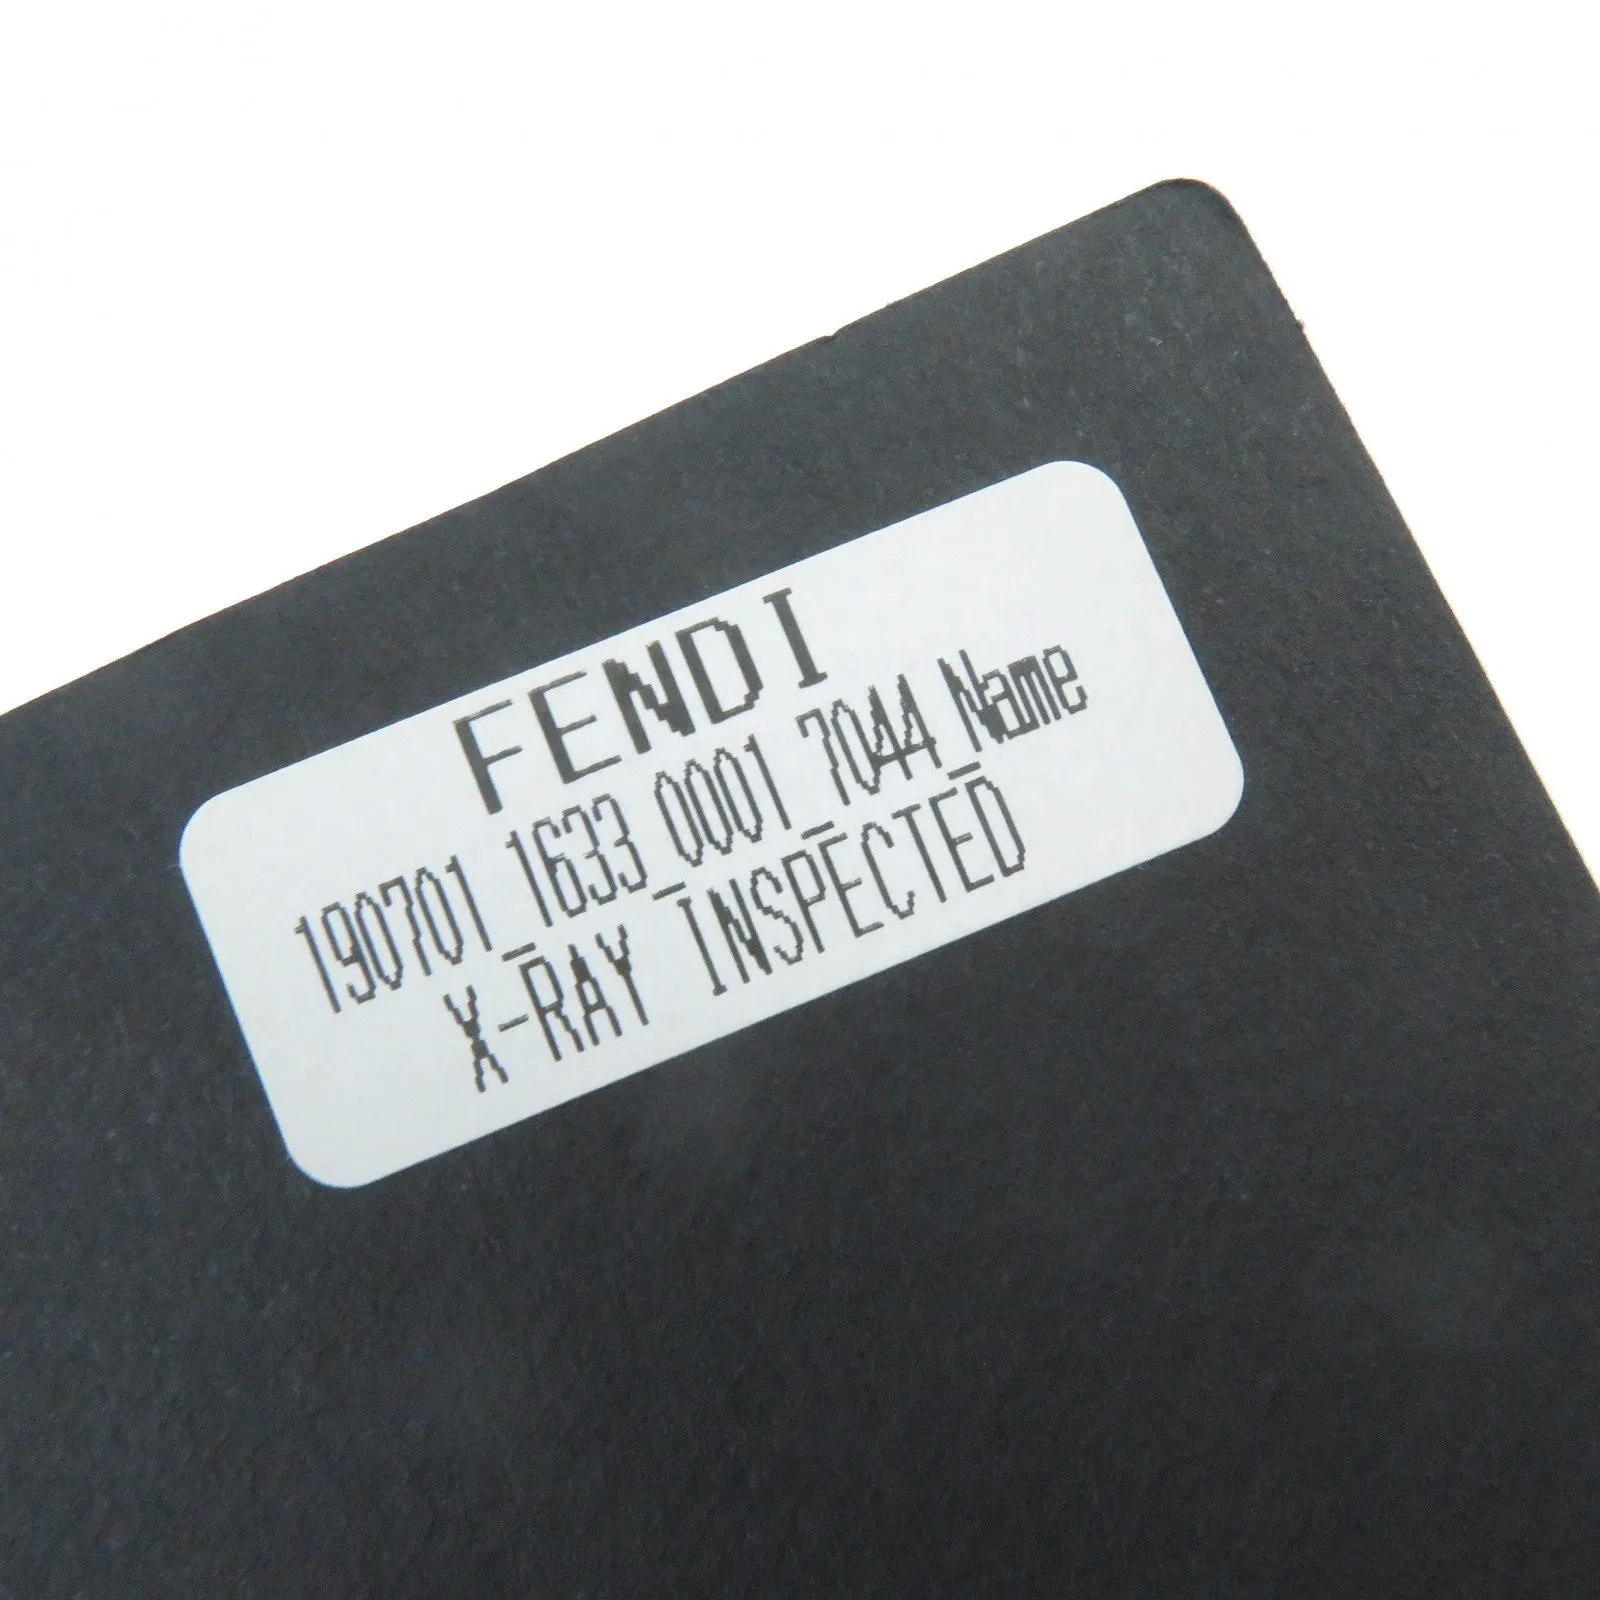 FENDI
190701_1633_0001_7044_Name
X-RAY INSPECTED